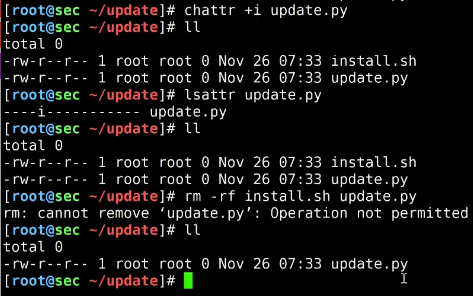 [root@sec ~/update]# chattr +i update.py
[root@sec ~/update]# ll
total 0
-rw-r--r-- 1 root root 0 Nov 26 07:33 install.sh
-rw-r--r-- 1 root root 0 Nov 26 07:33 update.py
[root@sec ~/update]# lsattr update.py
----i----------- update.py
[root@sec ~/update]# ll
total 0
-rw-r--r-- 1 root root 0 Nov 26 07:33 install.sh
-rw-r--r-- 1 root root 0 Nov 26 07:33 update.py
[root@sec ~/update]# rm -rf install.sh update.py
rm: cannot remove ‘update.py’: Operation not permitted
[root@sec ~/update]# ll
total 0
-rw-r--r-- 1 root root 0 Nov 26 07:33 update.py
[root@sec ~/update]#